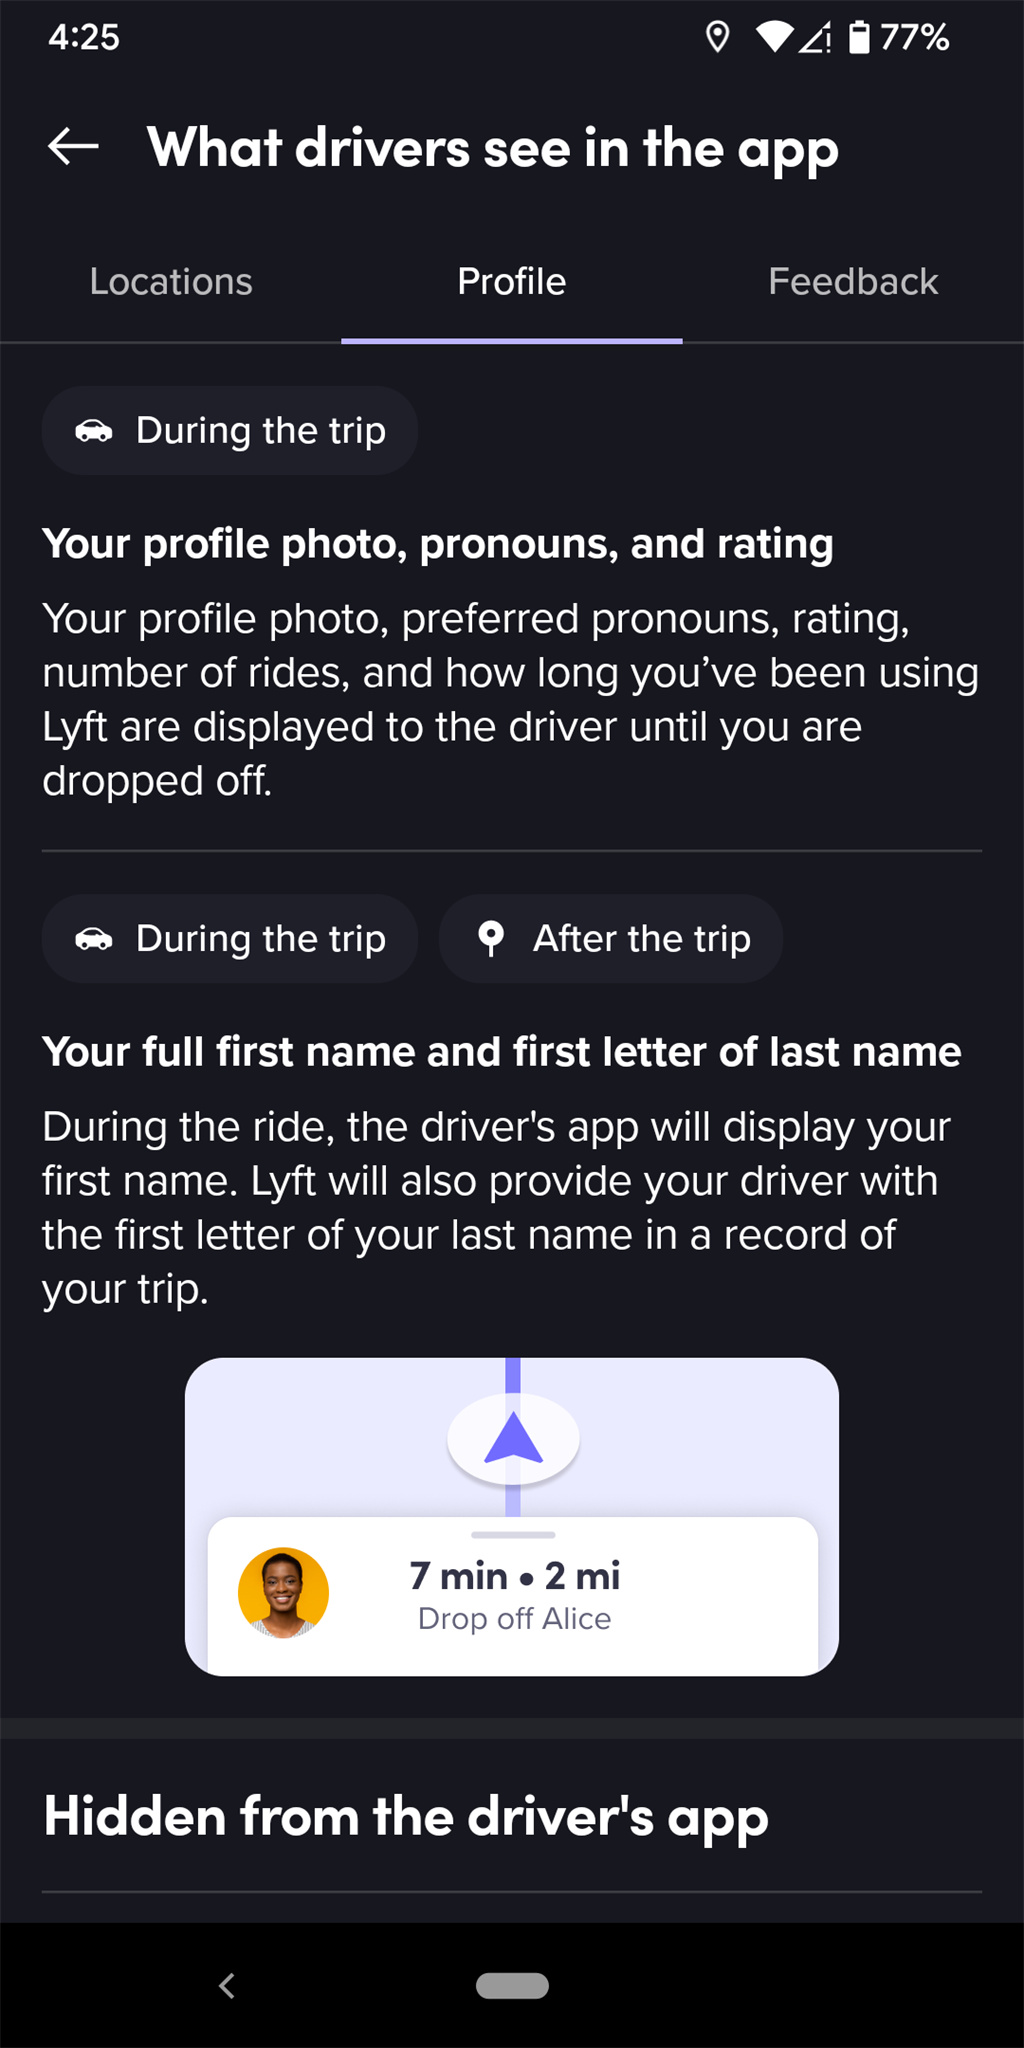 4:25
77%
What drivers see in the app
Locations
Profile
Feedback
During the trip
Your profile photo, pronouns, and rating
Your profile photo, preferred pronouns, rating,
number of rides, and how long you’ve been using
Lyft are displayed to the driver until you are
dropped off.
During the trip
After the trip
Your full first name and first letter of last name
During the ride, the driver's app will display your
first name. Lyft will also provide your driver with
the first letter of your last name in a record of
your trip.
7 min • 2 mi
Drop off Alice
Hidden from the driver's app